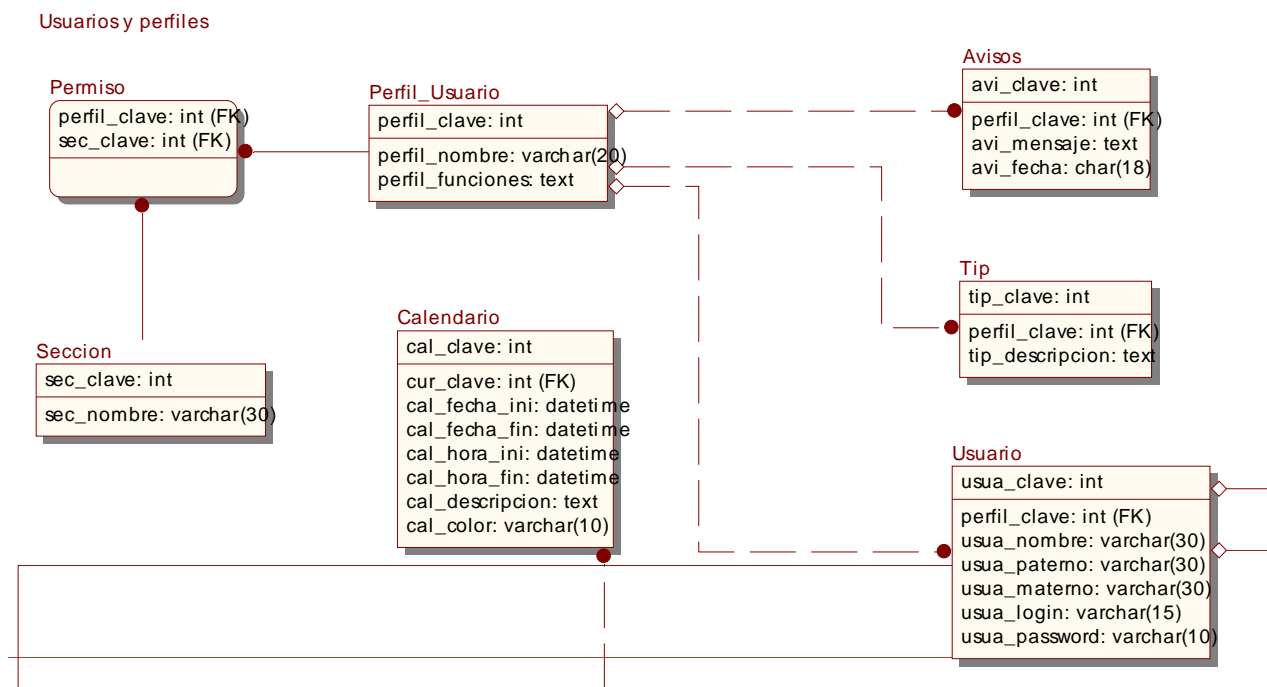 Usuarios y perfiles
Permiso
perfil_clave: int (FK)
sec_clave: int (FK)
Perfil_Usuario
perfil_clave: int
perfil_nombre: varchar(20)
perfil_funciones: text
Avisos
avi_clave: int
perfil_clave: int (FK)
avi_mensaje: text
avi_fecha: char(18)
Tip
tip_clave: int
perfil_clave: int (FK)
tip_descripcion: text
Seccion
sec_clave: int
sec_nombre: varchar(30)
Calendario
cal_clave: int
cur_clave: int (FK)
cal_fecha_ini: datetime
cal_fecha_fin: datetime
cal_hora_ini: datetime
cal_hora_fin: datetime
cal_descripcion: text
cal_color: varchar(10)
Usuario
usua_clave: int
perfil_clave: int (FK)
usua_nombre: varchar(30)
usua_paterno: varchar(30)
usua_materno: varchar(30)
usua_login: varchar(15)
usua_password: varchar(10)